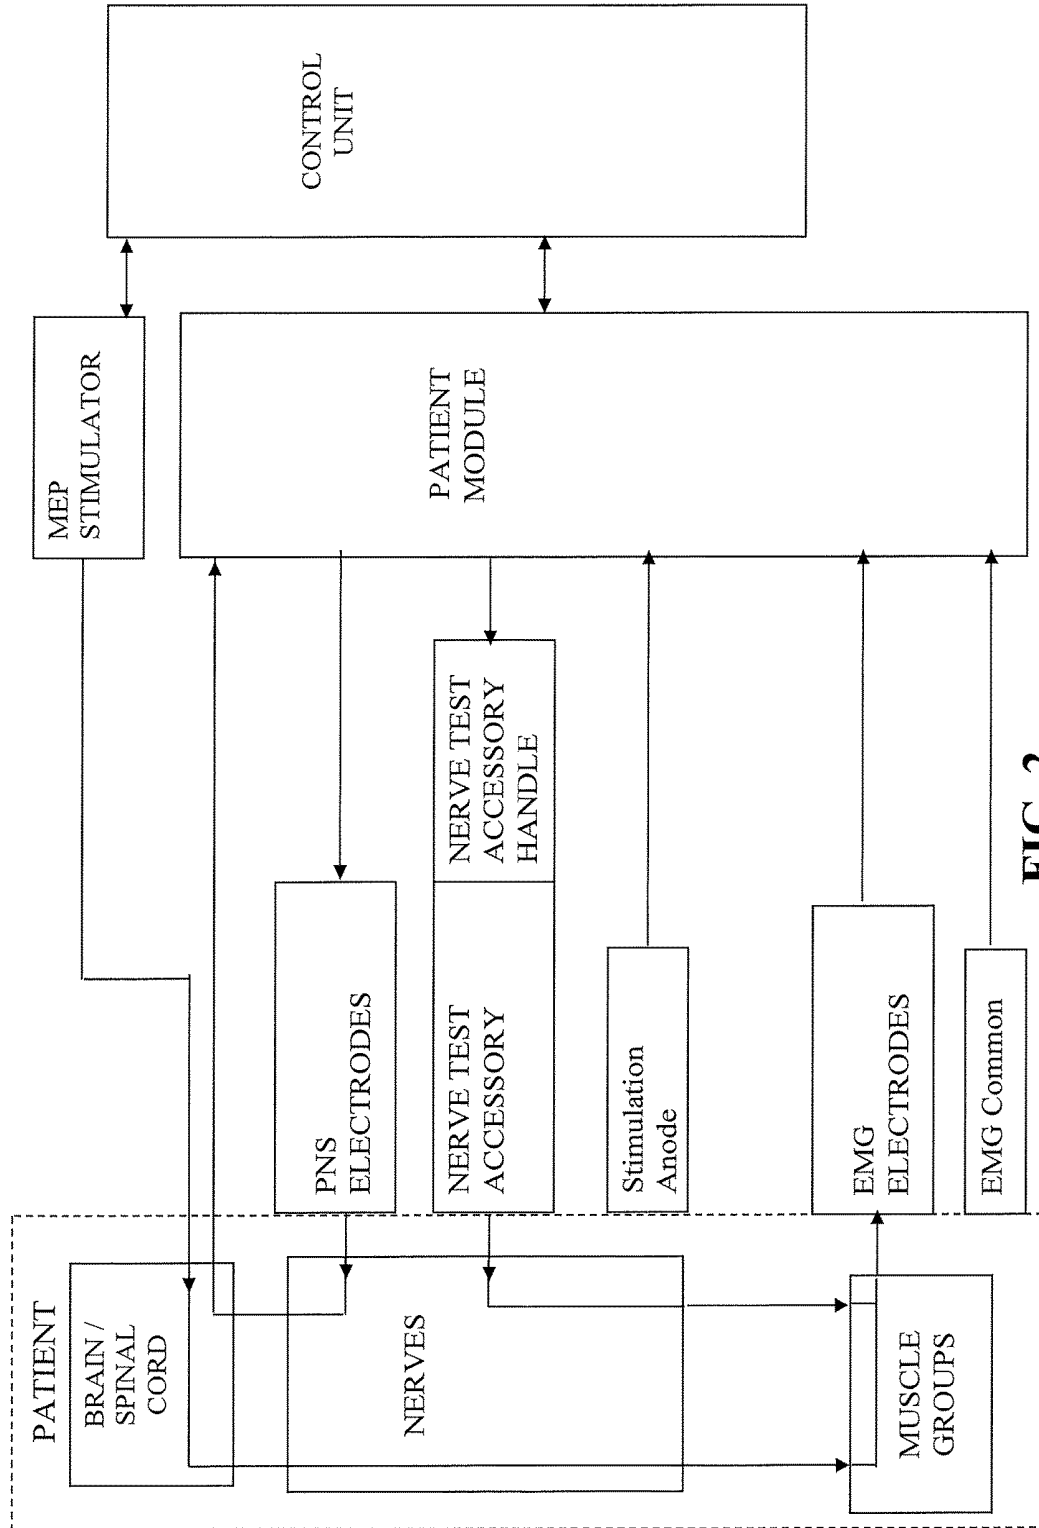 PATIENT
BRAIN /
SPINAL
CORD
NERVES
MUSCLE
GROUPS
PNS
ELECTRODES
NERVE TEST
ACCESSORY
NERVE TEST
ACCESSORY
HANDLE
Stimulation
Anode
EMG
ELECTRODES
EMG Common
MEP
STIMULATOR
PATIENT
MODULE
CONTROL
UNIT